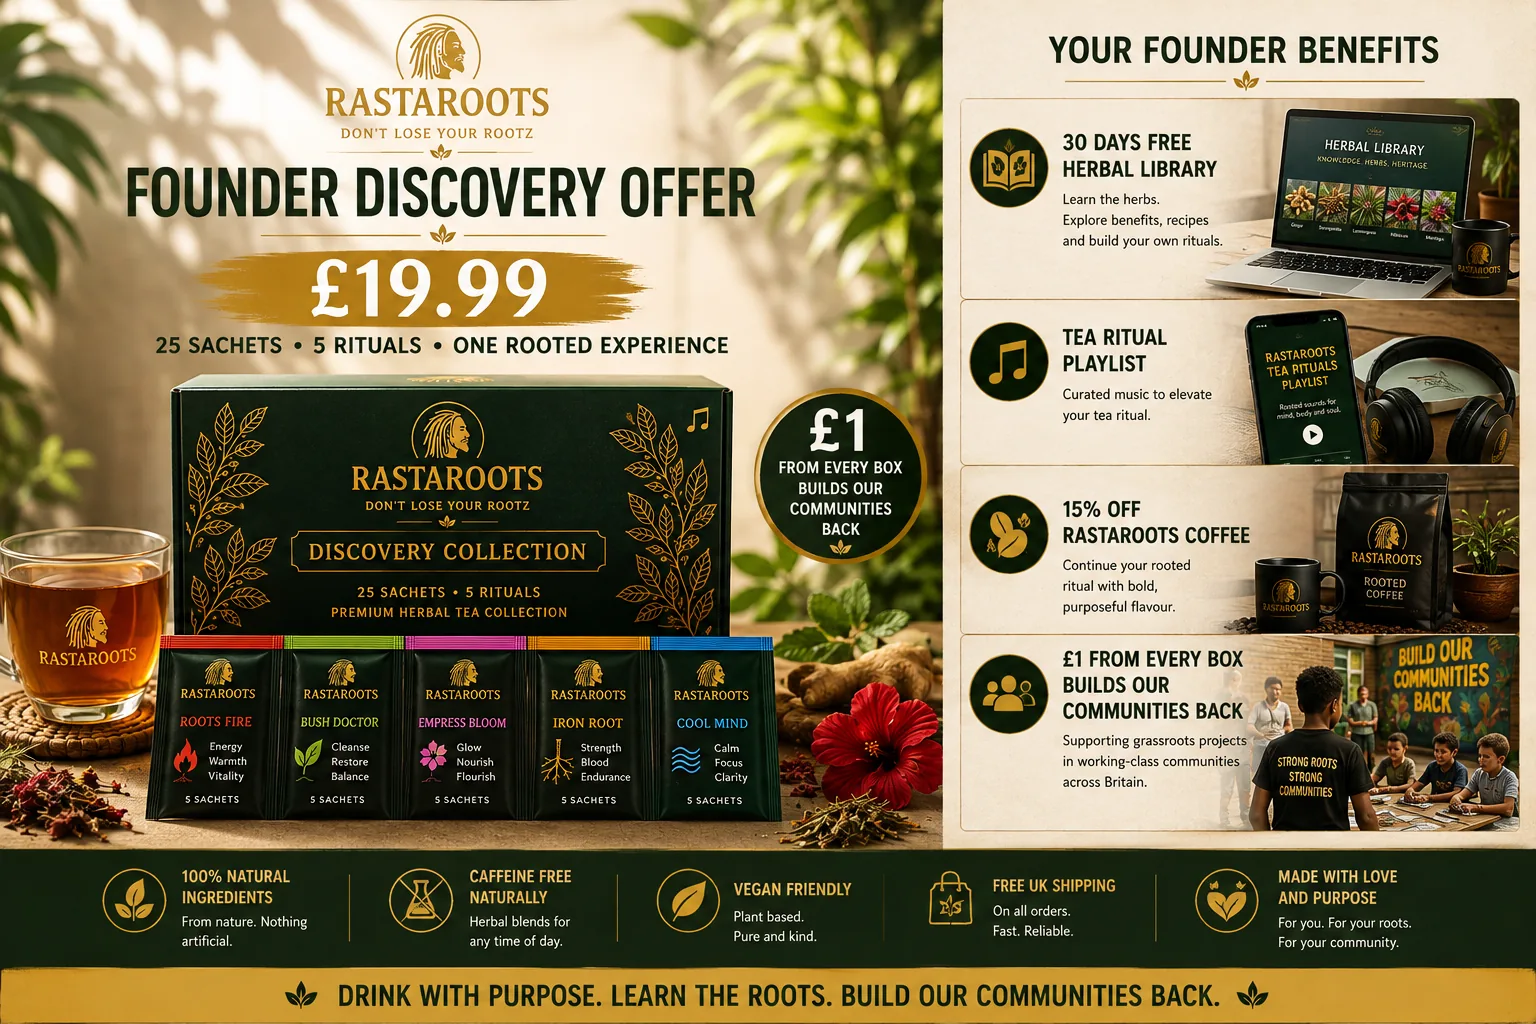 RASTAROOTS
DON'T LOSE YOUR ROOTZ
FOUNDER DISCOVERY OFFER
£19.99
25 SACHETS • 5 RITUALS • ONE ROOTED EXPERIENCE
RASTAROOTS
DON'T LOSE YOUR ROOTZ
DISCOVERY COLLECTION
25 SACHETS • 5 RITUALS
PREMIUM HERBAL TEA COLLECTION
£1
FROM EVERY BOX
BUILDS OUR
COMMUNITIES
BACK
RASTAROOTS
RASTAROOTS
ROOTS FIRE
Energy
Warmth
Vitality
5 SACHETS
RASTAROOTS
BUSH DOCTOR
Cleanse
Restore
Balance
5 SACHETS
RASTAROOTS
EMPRESS BLOOM
Glow
Nourish
Flourish
5 SACHETS
RASTAROOTS
IRON ROOT
Strength
Blood
Endurance
5 SACHETS
RASTAROOTS
COOL MIND
Calm
Focus
Clarity
5 SACHETS
YOUR FOUNDER BENEFITS
30 DAYS FREE
HERBAL LIBRARY
Learn the herbs.
Explore benefits, recipes
and build your own rituals.
HERBAL LIBRARY
KNOWLEDGE, HERBS, HERITAGE
Ginger
RASTAROOTS
TEA RITUAL
PLAYLIST
Curated music to elevate
your tea ritual.
RASTAROOTS
TEA RITUALS
PLAYLIST
Rooted sounds for
mind, body and soul.
15% OFF
RASTAROOTS COFFEE
Continue your rooted
ritual with bold,
purposeful flavour.
RASTAROOTS
RASTAROOTS
ROOTED
COFFEE
£1 FROM EVERY BOX
BUILDS OUR
COMMUNITIES BACK
Supporting grassroots projects
in working-class communities
across Britain.
BUILD OUR
COMMUNITIES
BACK
STRONG ROOTS
STRONG
COMMUNITIES
100% NATURAL
INGREDIENTS
From nature. Nothing
artificial.
CAFFEINE FREE
NATURALLY
Herbal blends for
any time of day.
VEGAN FRIENDLY
Plant based.
Pure and kind.
FREE UK SHIPPING
On all orders.
Fast. Reliable.
MADE WITH LOVE
AND PURPOSE
For you. For your roots.
For your community.
DRINK WITH PURPOSE. LEARN THE ROOTS. BUILD OUR COMMUNITIES BACK.